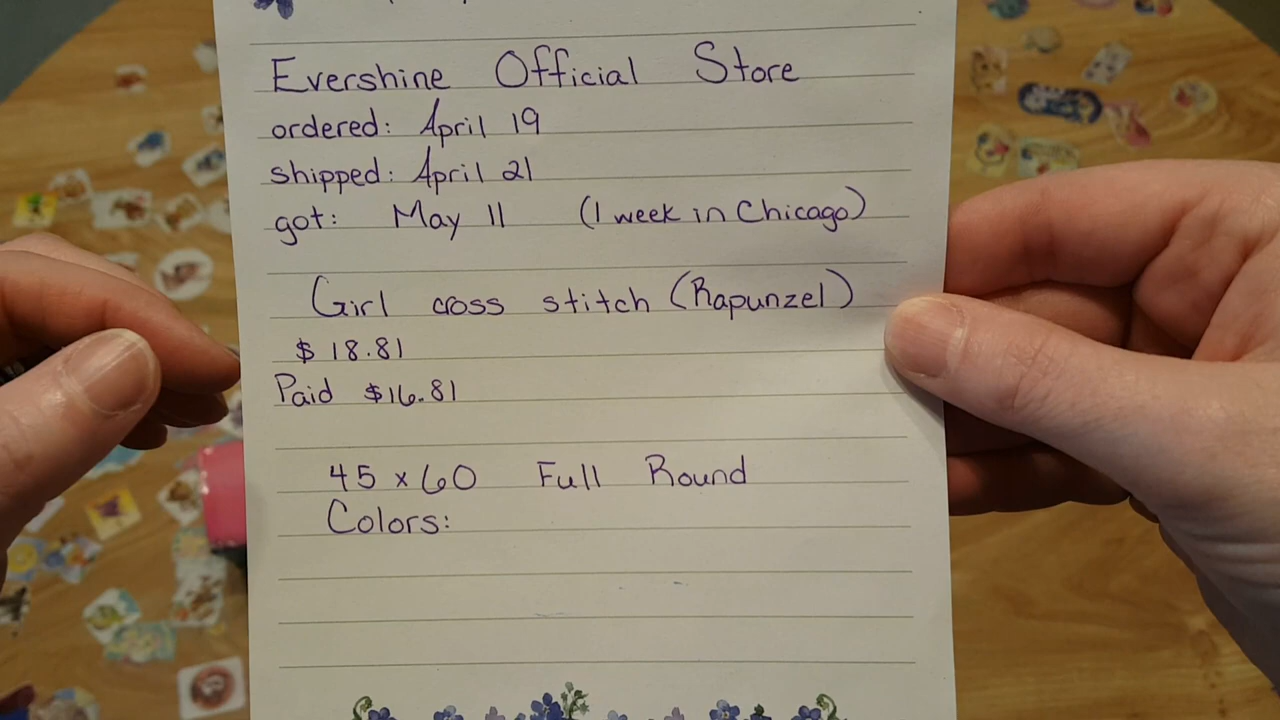 Evershine Official Store
ordered: April 19
shipped: April 21
got: May 11 (1 week in Chicago)
Girl cross stitch (Rapunzel)
$ 18.81
Paid $16.81
45 x 60 Full Round
Colors: